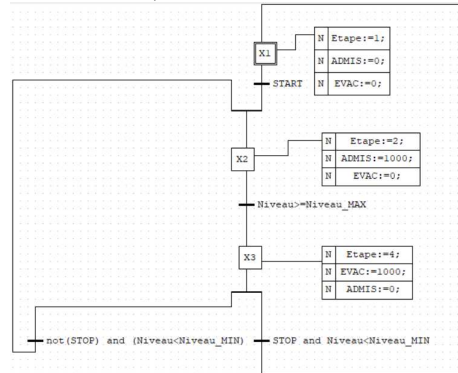 X1
N Etape:=1;
N ADMIS:=0;
N EVAC:=0;
START
X2
N Etape:=2;
N ADMIS:=1000;
N EVAC:=0;
Niveau>=Niveau_MAX
X3
N Etape:=4;
N EVAC:=1000;
N ADMIS:=0;
not(STOP) and (Niveau<Niveau_MIN)
STOP and Niveau<Niveau_MIN